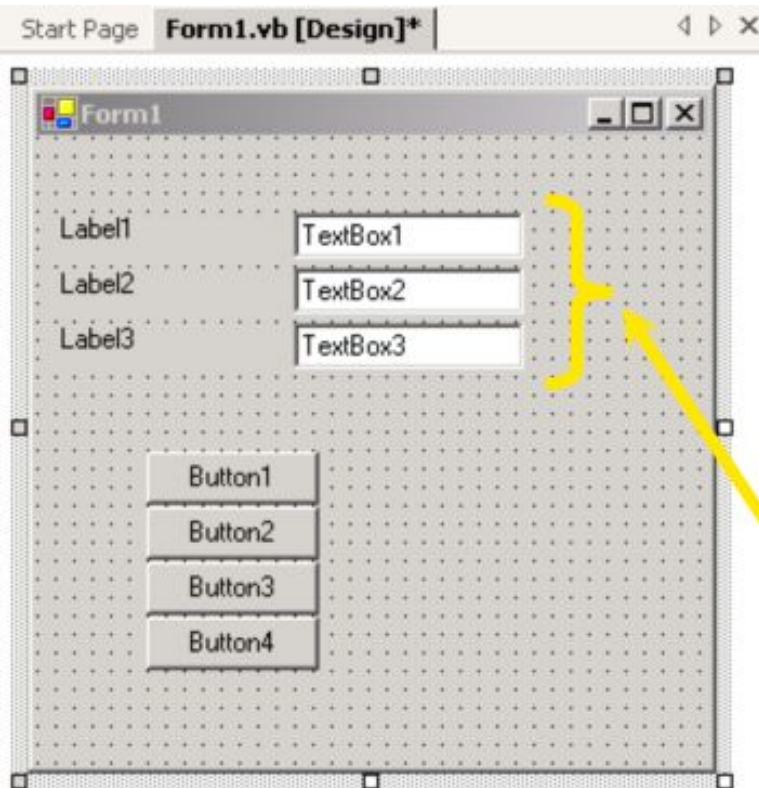 Start Page Form1.vb [Design]*
Form1
Label1 TextBox1
Label2 TextBox2
Label3 TextBox3
Button1
Button2
Button3
Button4